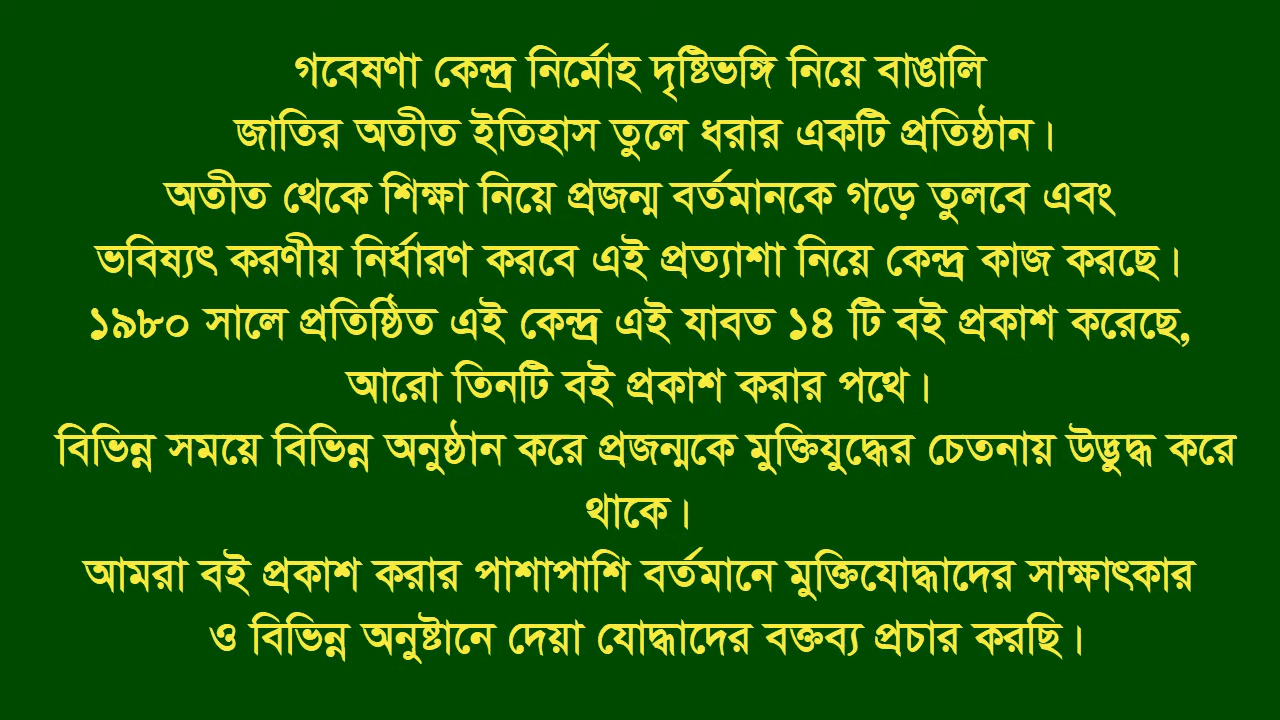 গবেষণা কেন্দ্র নির্মোহ দৃষ্টিভঙ্গি নিয়ে বাঙালি
জাতির অতীত ইতিহাস তুলে ধরার একটি প্রতিষ্ঠান।
অতীত থেকে শিক্ষা নিয়ে প্রজন্ম বর্তমানকে গড়ে তুলবে এবং
ভবিষ্যৎ করণীয় নির্ধারণ করবে এই প্রত্যাশা নিয়ে কেন্দ্র কাজ করছে।
১৯৮০ সালে প্রতিষ্ঠিত এই কেন্দ্র এই যাবত ১৪ টি বই প্রকাশ করেছে,
আরো তিনটি বই প্রকাশ করার পথে।
বিভিন্ন সময়ে বিভিন্ন অনুষ্ঠান করে প্রজন্মকে মুক্তিযুদ্ধের চেতনায় উদ্ভুদ্ধ করে
থাকে।
আমরা বই প্রকাশ করার পাশাপাশি বর্তমানে মুক্তিযোদ্ধাদের সাক্ষাৎকার
ও বিভিন্ন অনুষ্টানে দেয়া যোদ্ধাদের বক্তব্য প্রচার করছি।